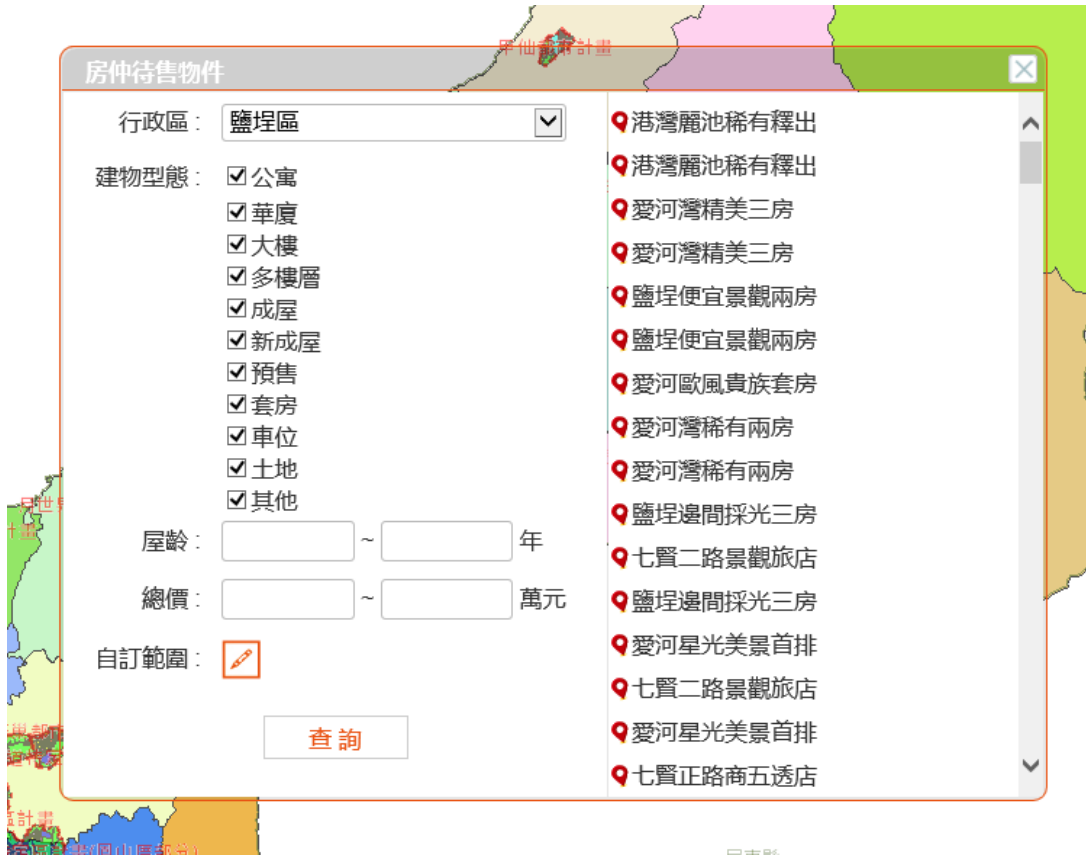 甲仙都市計畫
房仲待售物件
行政區： 鹽埕區
建物型態： 公寓
華廈
大樓
多樓層
成屋
新成屋
預售
套房
車位
土地
其他
屋齡： ~ 年
總價： ~ 萬元
自訂範圍：
查詢
港灣麗池稀有釋出
港灣麗池稀有釋出
愛河灣精美三房
愛河灣精美三房
鹽埕便宜景觀兩房
鹽埕便宜景觀兩房
愛河歐風貴族套房
愛河灣稀有兩房
愛河灣稀有兩房
鹽埕邊間採光三房
七賢二路景觀旅店
鹽埕邊間採光三房
愛河星光美景首排
七賢二路景觀旅店
愛河星光美景首排
七賢正路商五透店
計畫
區計畫